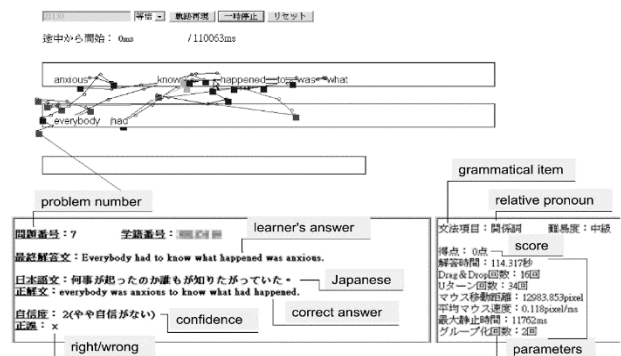 21130 等倍 軌跡再現 一時停止 リセット
途中から開始： 0ms /110063ms
anxious know happened to was what
everybody had
grammatical item
problem number
relative pronoun
問題番号：7 学籍番号：
learner's answer
文法項目：関係詞 難易度：中級
得点： 0点
score
最終解答文：Everybody had to know what happened was anxious.
解答時間：114.317秒
Drag＆Drop回数：16回
日本語文：何事が起ったのか誰もが知りたがっていた。
Japanese
Uターン回数：34回
正解文：everybody was anxious to know what had happened.
マウス移動距離：12983.853pixel
correct answer
平均マウス速度：0.118pixel/ms
自信度： 2(やや自信がない)
confidence
最大静止時間：11762ms
正誤： ×
グループ化回数：2回
right/wrong
parameters